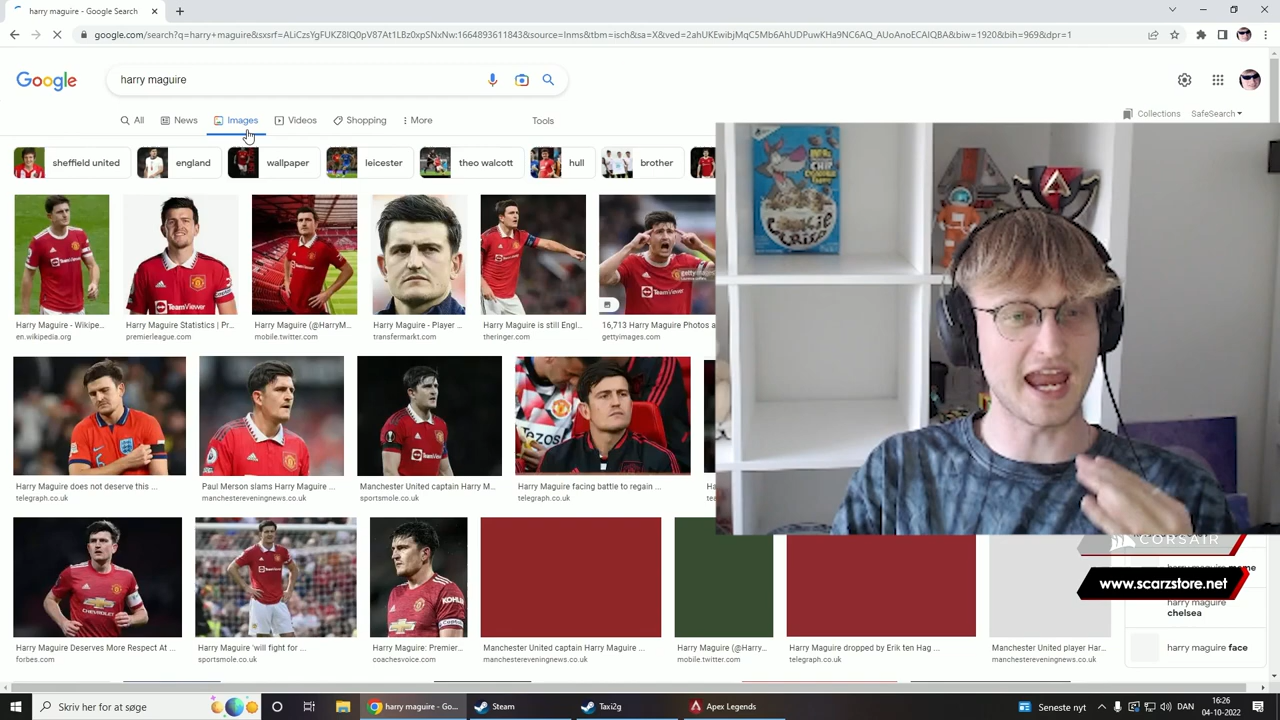 harry maguire - Google Search
google.com/search?q=harry+maguire&sxsrf=ALiCzsYgFUKZ8IQ0pV87At1LBz0xpSNxNw:1664893611843&source=lnms&tbm=isch&sa=X&ved=2ahUKEwibjMqC5Mb6AhUDPuwKHa9NC6AQ_AUoAnoECAIQBA&biw=1920&bih=969&dpr=1
Google
harry maguire
All
News
Images
Videos
Shopping
More
Tools
Collections
SafeSearch
sheffield united
england
wallpaper
leicester
theo walcott
hull
brother
Harry Maguire - Wikipe...
en.wikipedia.org
Harry Maguire Statistics | Pr...
premierleague.com
Harry Maguire (@HarryM...
mobile.twitter.com
Harry Maguire - Player ...
transfermarkt.com
Harry Maguire is still Engl...
theringer.com
16,713 Harry Maguire Photos a
gettyimages.com
Harry Maguire does not deserve this ...
telegraph.co.uk
Paul Merson slams Harry Maguire ...
manchestereveningnews.co.uk
Manchester United captain Harry M...
sportsmole.co.uk
Harry Maguire facing battle to regain ...
telegraph.co.uk
COOKIE CRISP
CORSAIR
www.scarzstore.net
harry maguire meme
harry maguire
chelsea
harry maguire face
Harry Maguire Deserves More Respect At ...
forbes.com
Harry Maguire 'will fight for ...
sportsmole.co.uk
Harry Maguire: Premier...
coachesvoice.com
Manchester United captain Harry Maguire ...
manchestereveningnews.co.uk
Harry Maguire (@Harry...
mobile.twitter.com
Harry Maguire dropped by Erik ten Hag ...
telegraph.co.uk
Manchester United player Har...
manchestereveningnews.co.uk
Skriv her for at søge
harry maguire - Go...
Steam
Taxi2g
Apex Legends
Seneste nyt
DAN
16:26
04-10-2022